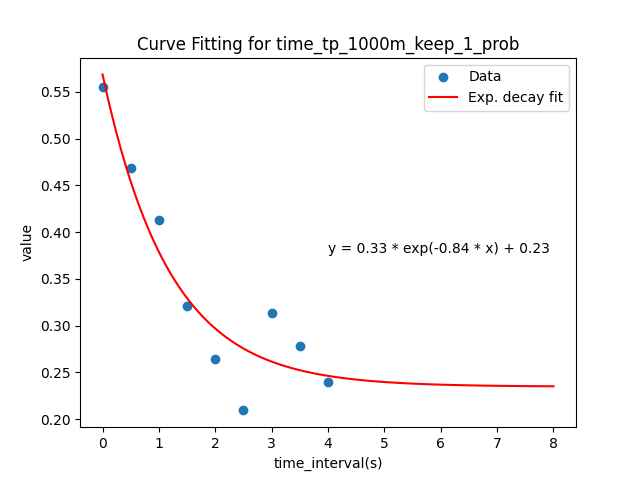 Curve Fitting for time_tp_1000m_keep_1_prob
Data
Exp. decay fit
y = 0.33 * exp(-0.84 * x) + 0.23
value
0.55
0.50
0.45
0.40
0.35
0.30
0.25
0.20
0 1 2 3 4 5 6 7 8
time_interval(s)